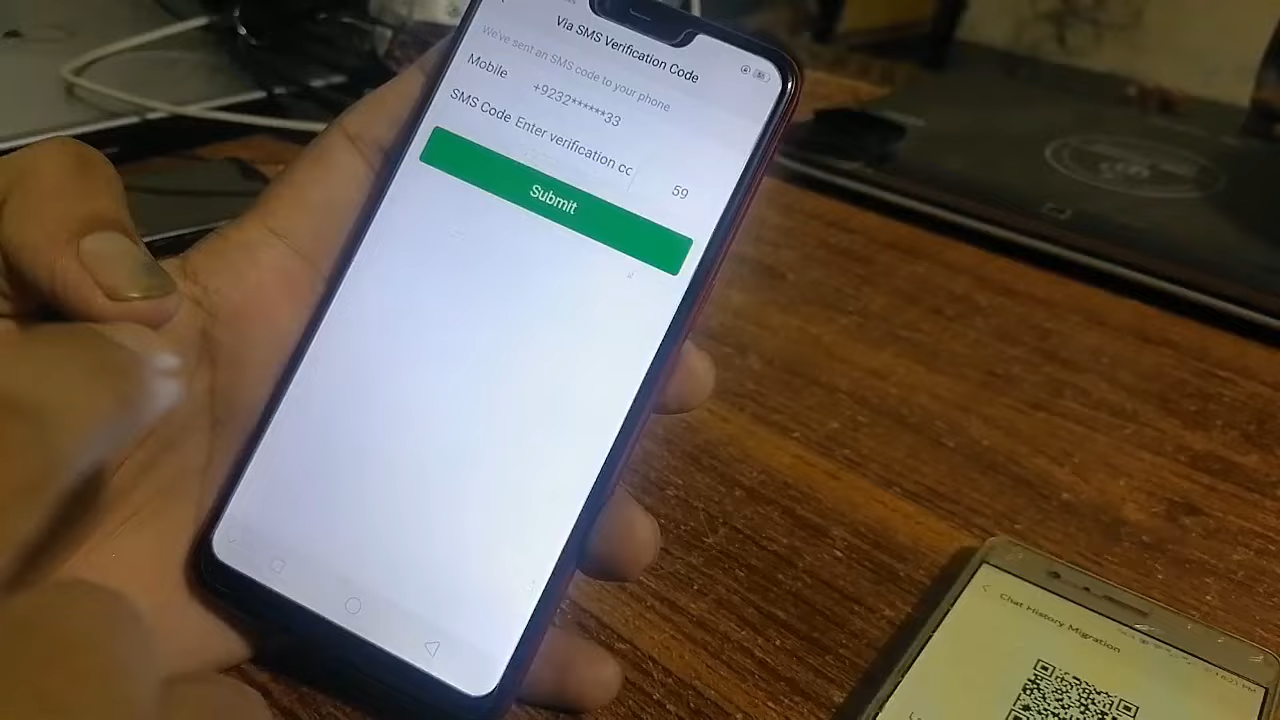 Via SMS Verification Code
We've sent an SMS code to your phone
Mobile +9232******33
SMS Code Enter verification cc 59
Submit
Chat History Migration